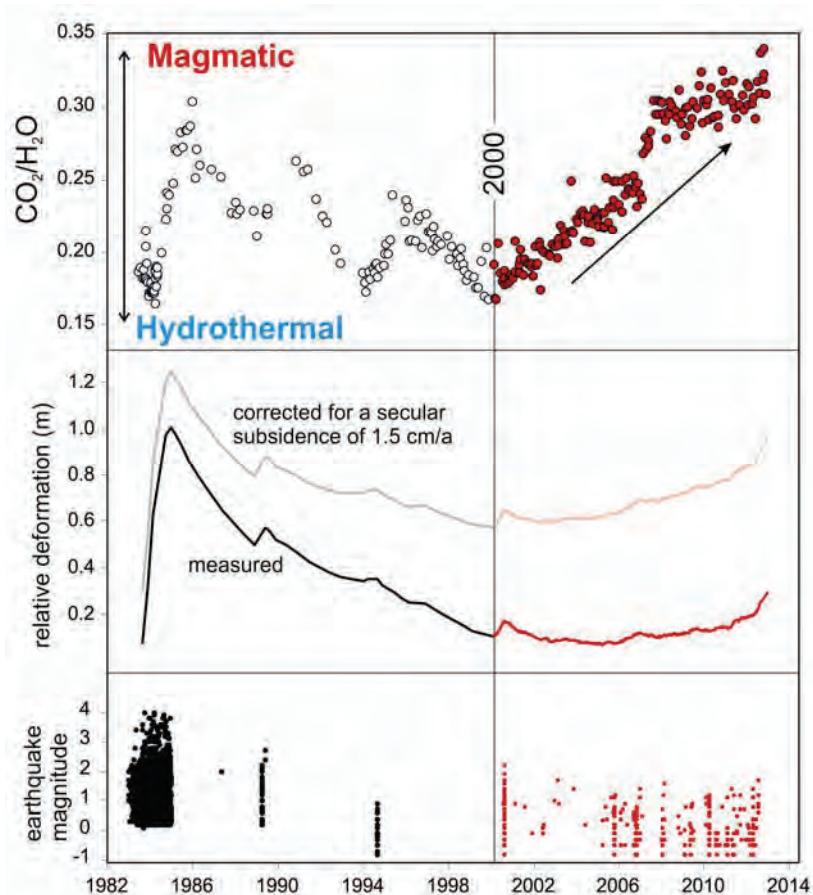 0.35
Magmatic
0.30
CO₂/H₂O
0.25
2000
0.20
0.15
Hydrothermal
relative deformation (m)
1.2
corrected for a secular
subsidence of 1.5 cm/a
1.0
0.8
0.6
measured
0.4
0.2
earthquake
magnitude
4
3
2
1
0
-1
1982 1986 1990 1994 1998 2002 2006 2010 2014